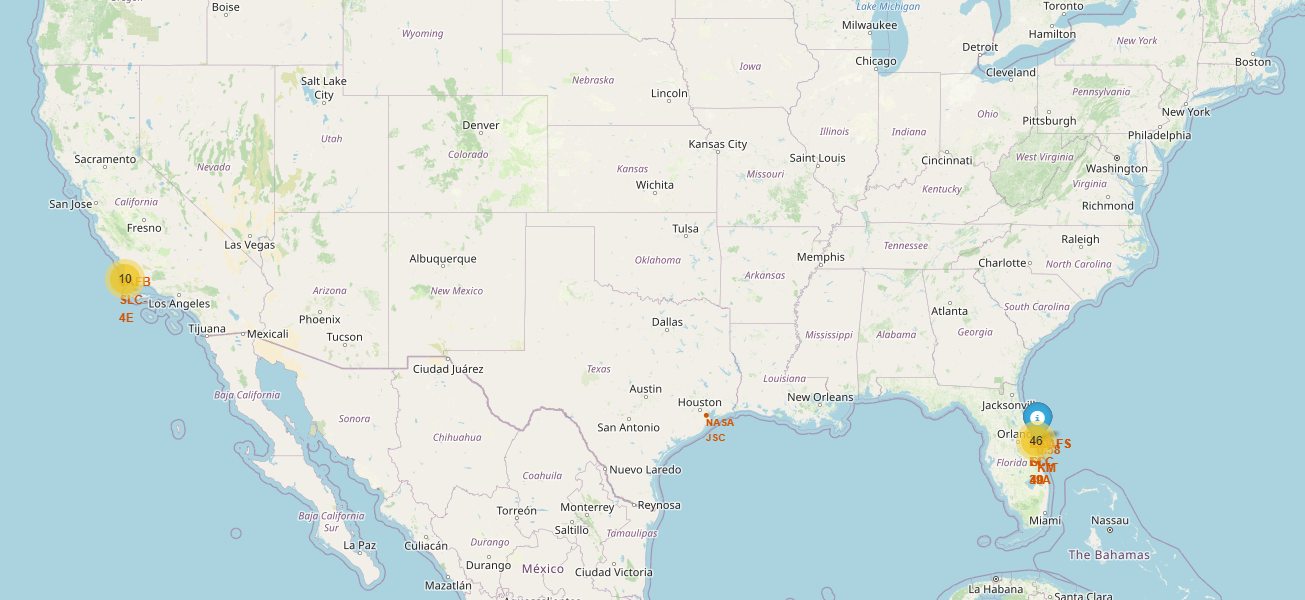 Boise
Wyoming
Lake Michigan
Milwaukee
Toronto
Hamilton
New York
Detroit
Boston
Iowa
Chicago
Cleveland
Salt Lake
City
Nebraska
Lincoln
Pennsylvania
New York
Ohio
Pittsburgh
Philadelphia
Denver
Illinois
Indiana
Utah
Colorado
Kansas City
Saint Louis
Cincinnati
West Virginia
Washington
Sacramento
Nevada
Kansas
Missouri
Virginia
Wichita
Kentucky
San Jose
California
Richmond
Fresno
Tulsa
Raleigh
Las Vegas
Tennessee
Charlotte
North Carolina
Albuquerque
Oklahoma
Memphis
Arkansas
10
FB
SLC-
4E
Los Angeles
Arizona
New Mexico
South Carolina
Atlanta
Phoenix
Dallas
Georgia
Tijuana
Mexicali
Tucson
Mississippi
Alabama
Ciudad Juárez
Texas
Louisiana
Austin
Baja California
Houston
New Orleans
Jacksonvill
Sonora
San Antonio
NASA
JSC
i
Orlan
46
AFS
Chihuahua
Florida
KM
Nuevo Laredo
Coahuila
Reynosa
Torreón
Monterrey
Baja California
Sur
Saltillo
Tamaulipas
Miami
Nassau
La Paz
Culiacán
Durango
The Bahamas
Durango
México
Ciudad Victoria
Mazatlán
La Habana
Santa Clara